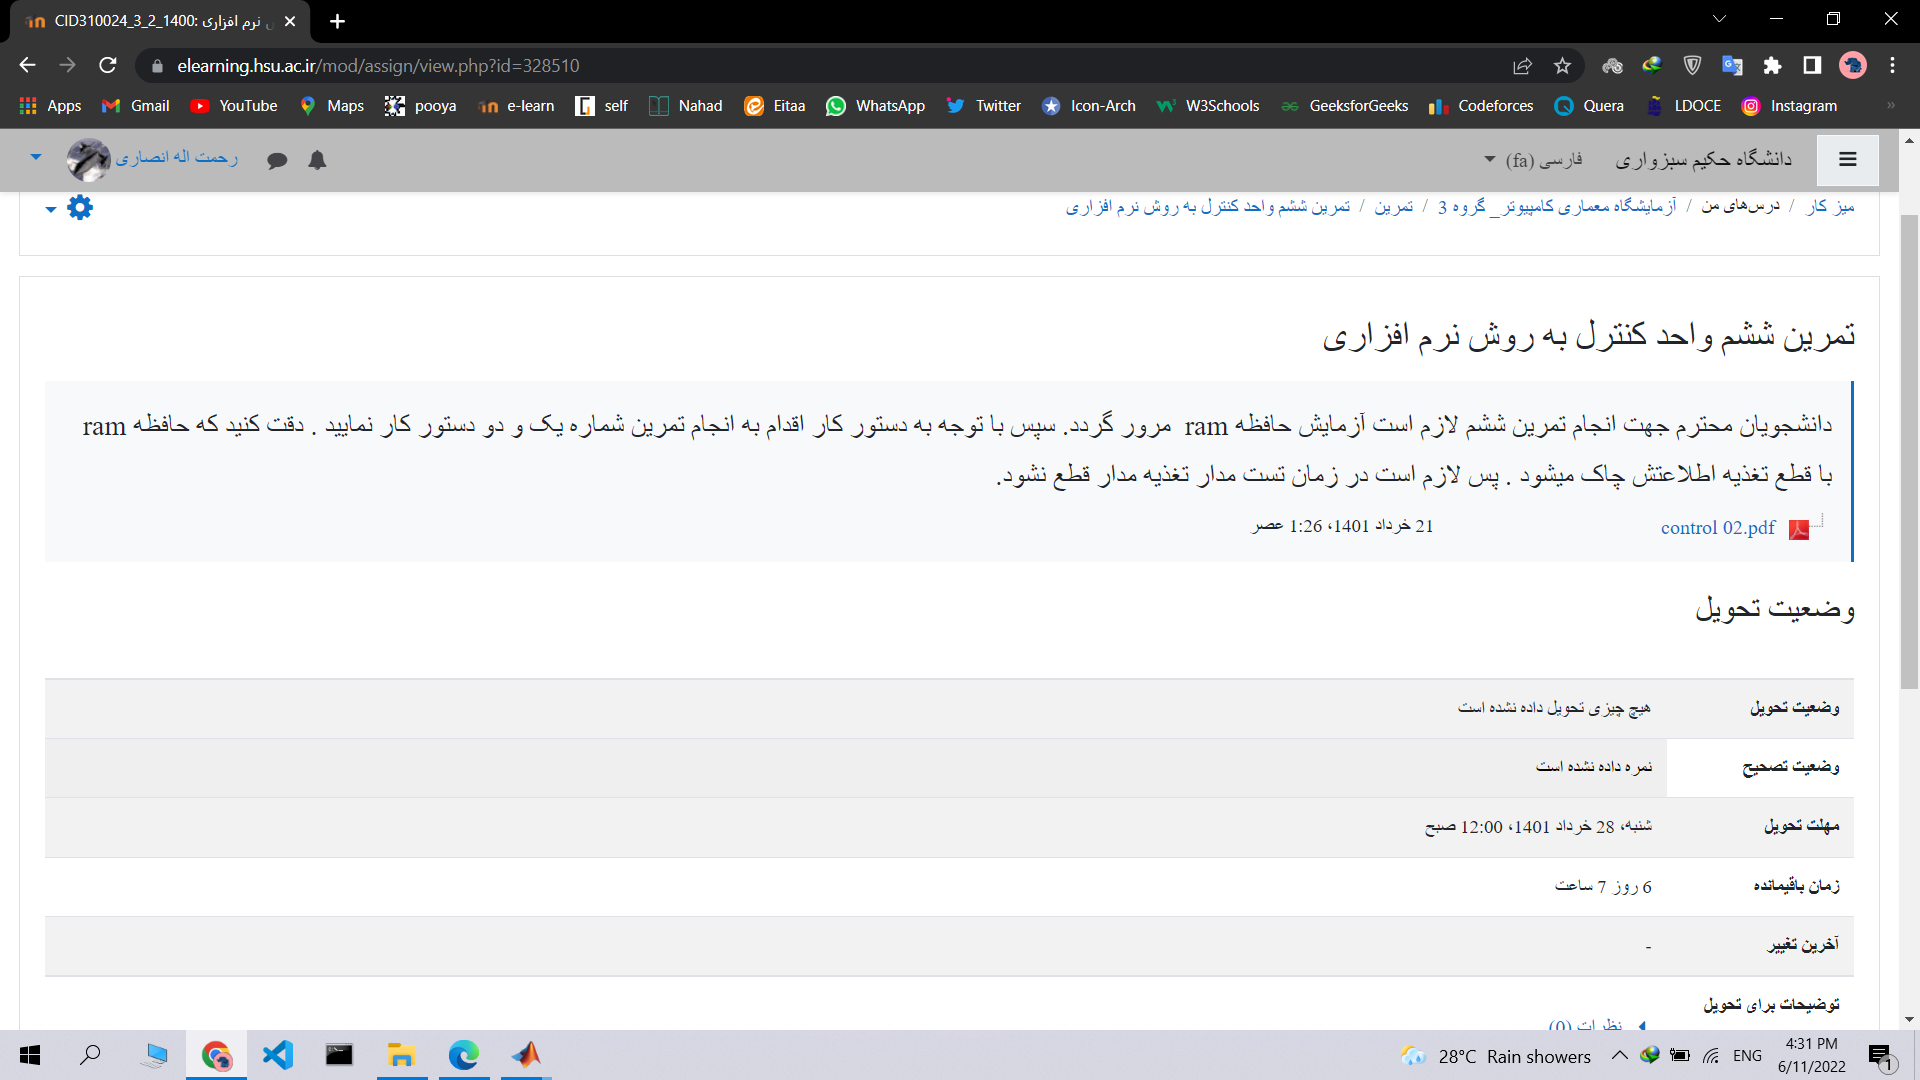 CID310024_3_2_1400: نرم افزاری
elearning.hsu.ac.ir/mod/assign/view.php?id=328510
Apps Gmail YouTube Maps pooya e-learn self Nahad Eitaa WhatsApp Twitter Icon-Arch W3Schools GeeksforGeeks Codeforces Quera LDOCE Instagram »
دانشگاه حکیم سبزواری فارسی (fa) رحمت اله انصاری
میز کار / درس‌های من / آزمایشگاه معماری کامپیوتر_ گروه 3 / تمرین / تمرین ششم واحد کنترل به روش نرم افزاری
تمرین ششم واحد کنترل به روش نرم افزاری
دانشجویان محترم جهت انجام تمرین ششم لازم است آزمایش حافظه ram مرور گردد. سپس با توجه به دستور کار اقدام به انجام تمرین شماره یک و دو دستور کار نمایید . دقت کنید که حافظه ram
با قطع تغذیه اطلاعتش چاک میشود . پس لازم است در زمان تست مدار تغذیه مدار قطع نشود.
control 02.pdf 21 خرداد 1401، 1:26 عصر
وضعیت تحویل
وضعیت تحویل هیچ چیزی تحویل داده نشده است
وضعیت تصحیح نمره داده نشده است
مهلت تحویل شنبه، 28 خرداد 1401، 12:00 صبح
زمان باقیمانده 6 روز 7 ساعت
آخرین تغییر -
توضیحات برای تحویل
نظرات (0)
28°C Rain showers ENG 4:31 PM
6/11/2022
1